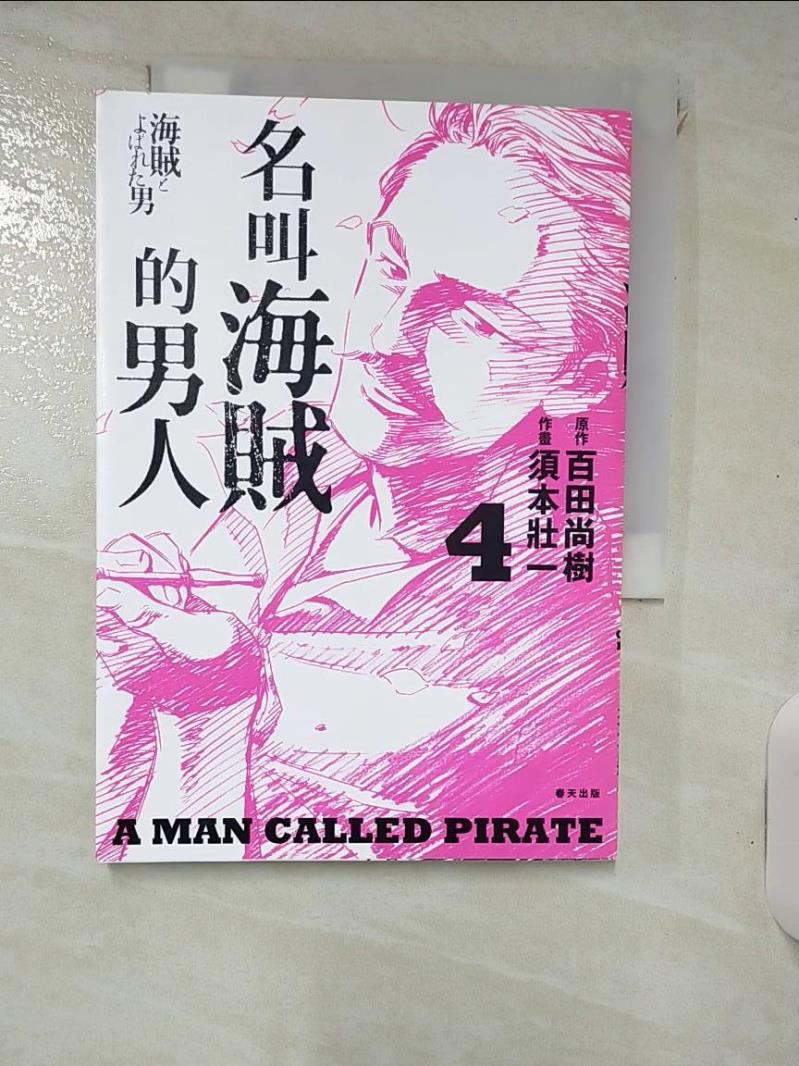 海賊と
よばれた男
名叫海賊
的男人
原作 百田尚樹
作畫 須本壯一
4
春天出版
A MAN CALLED PIRATE